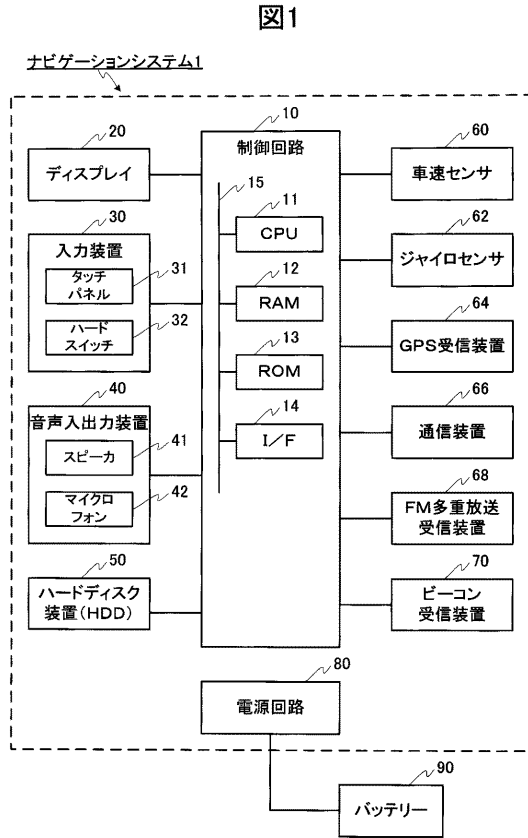 図1
ナビゲーションシステム1
10
制御回路
15
11
CPU
12
RAM
13
ROM
14
I/F
20
ディスプレイ
30
入力装置
タッチ
パネル
31
ハード
スイッチ
32
40
音声入出力装置
スピーカ
41
マイクロ
フォン
42
50
ハードディスク
装置(HDD)
60
車速センサ
62
ジャイロセンサ
64
GPS受信装置
66
通信装置
68
FM多重放送
受信装置
70
ビーコン
受信装置
80
電源回路
90
バッテリー